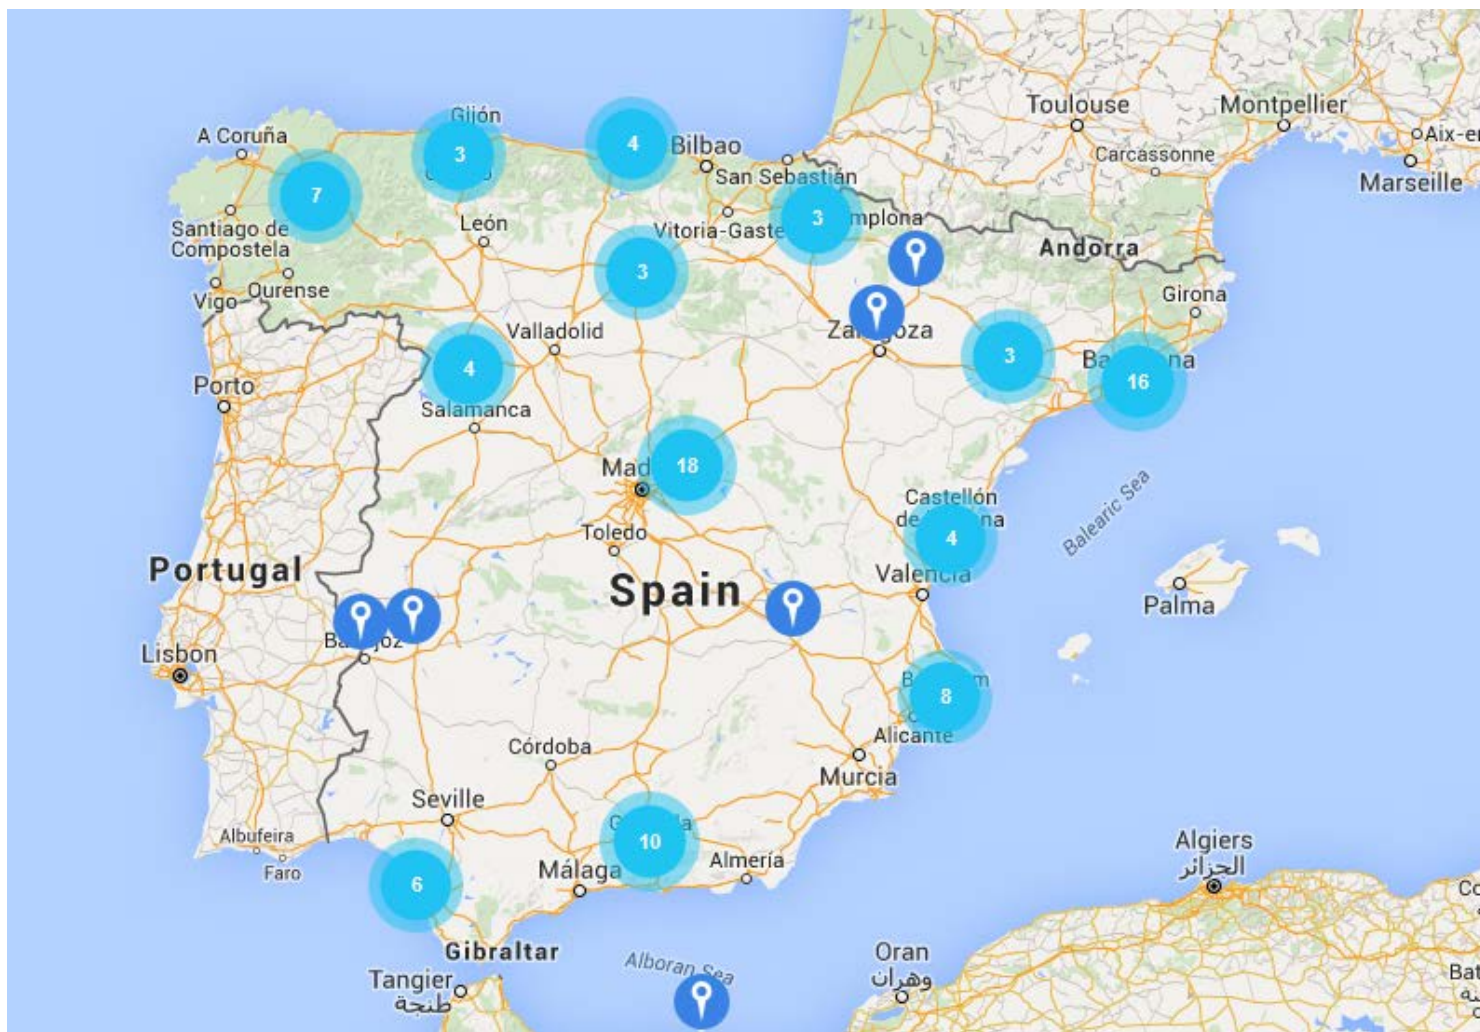 Toulouse
Montpellier
Gijón
A Coruña
Aix-en
3
4
Bilbao
Carcassonne
Marseille
San Sebastián
7
Santiago de
Compostela
León
Vitoria-Gaste
3
mplona
Andorra
3
Vigo
Ourense
Girona
Valladolid
Za
oza
3
Ba
na
16
4
Porto
Salamanca
Mad
18
Castellón
de
na
Balearic Sea
Toledo
4
Portugal
Spain
Valencia
Palma
Ba
joz
Lisbon
B
m
8
Alicante
Córdoba
Murcia
Seville
G
a
10
Albufeira
Faro
Algiers
الجزائر
6
Málaga
Almería
Co
Gibraltar
Oran
وهران
Alboran Sea
Tangier
طنجة
Bat